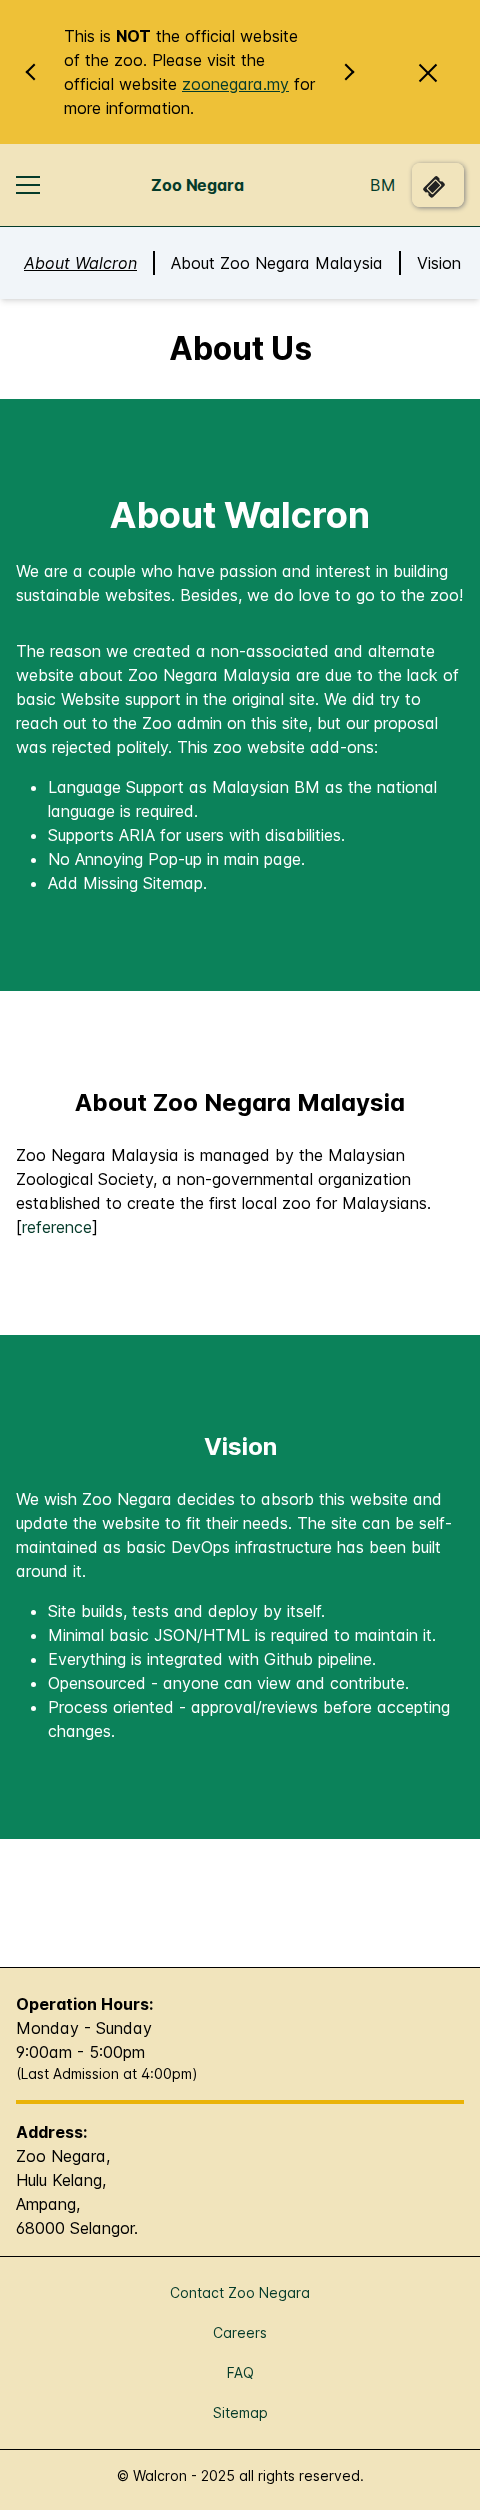 This is NOT the official website
of the zoo. Please visit the
official website zoonegara.my for
more information.
Zoo Negara
BM
About Walcron
About Zoo Negara Malaysia
Vision
About Us
About Walcron
We are a couple who have passion and interest in building
sustainable websites. Besides, we do love to go to the zoo!
The reason we created a non-associated and alternate
website about Zoo Negara Malaysia are due to the lack of
basic Website support in the original site. We did try to
reach out to the Zoo admin on this site, but our proposal
was rejected politely. This zoo website add-ons:
• Language Support as Malaysian BM as the national
language is required.
• Supports ARIA for users with disabilities.
• No Annoying Pop-up in main page.
• Add Missing Sitemap.
About Zoo Negara Malaysia
Zoo Negara Malaysia is managed by the Malaysian
Zoological Society, a non-governmental organization
established to create the first local zoo for Malaysians.
[reference]
Vision
We wish Zoo Negara decides to absorb this website and
update the website to fit their needs. The site can be self-
maintained as basic DevOps infrastructure has been built
around it.
• Site builds, tests and deploy by itself.
• Minimal basic JSON/HTML is required to maintain it.
• Everything is integrated with Github pipeline.
• Opensourced - anyone can view and contribute.
• Process oriented - approval/reviews before accepting
changes.
Operation Hours:
Monday - Sunday
9:00am - 5:00pm
(Last Admission at 4:00pm)
Address:
Zoo Negara,
Hulu Kelang,
Ampang,
68000 Selangor.
Contact Zoo Negara
Careers
FAQ
Sitemap
© Walcron - 2025 all rights reserved.